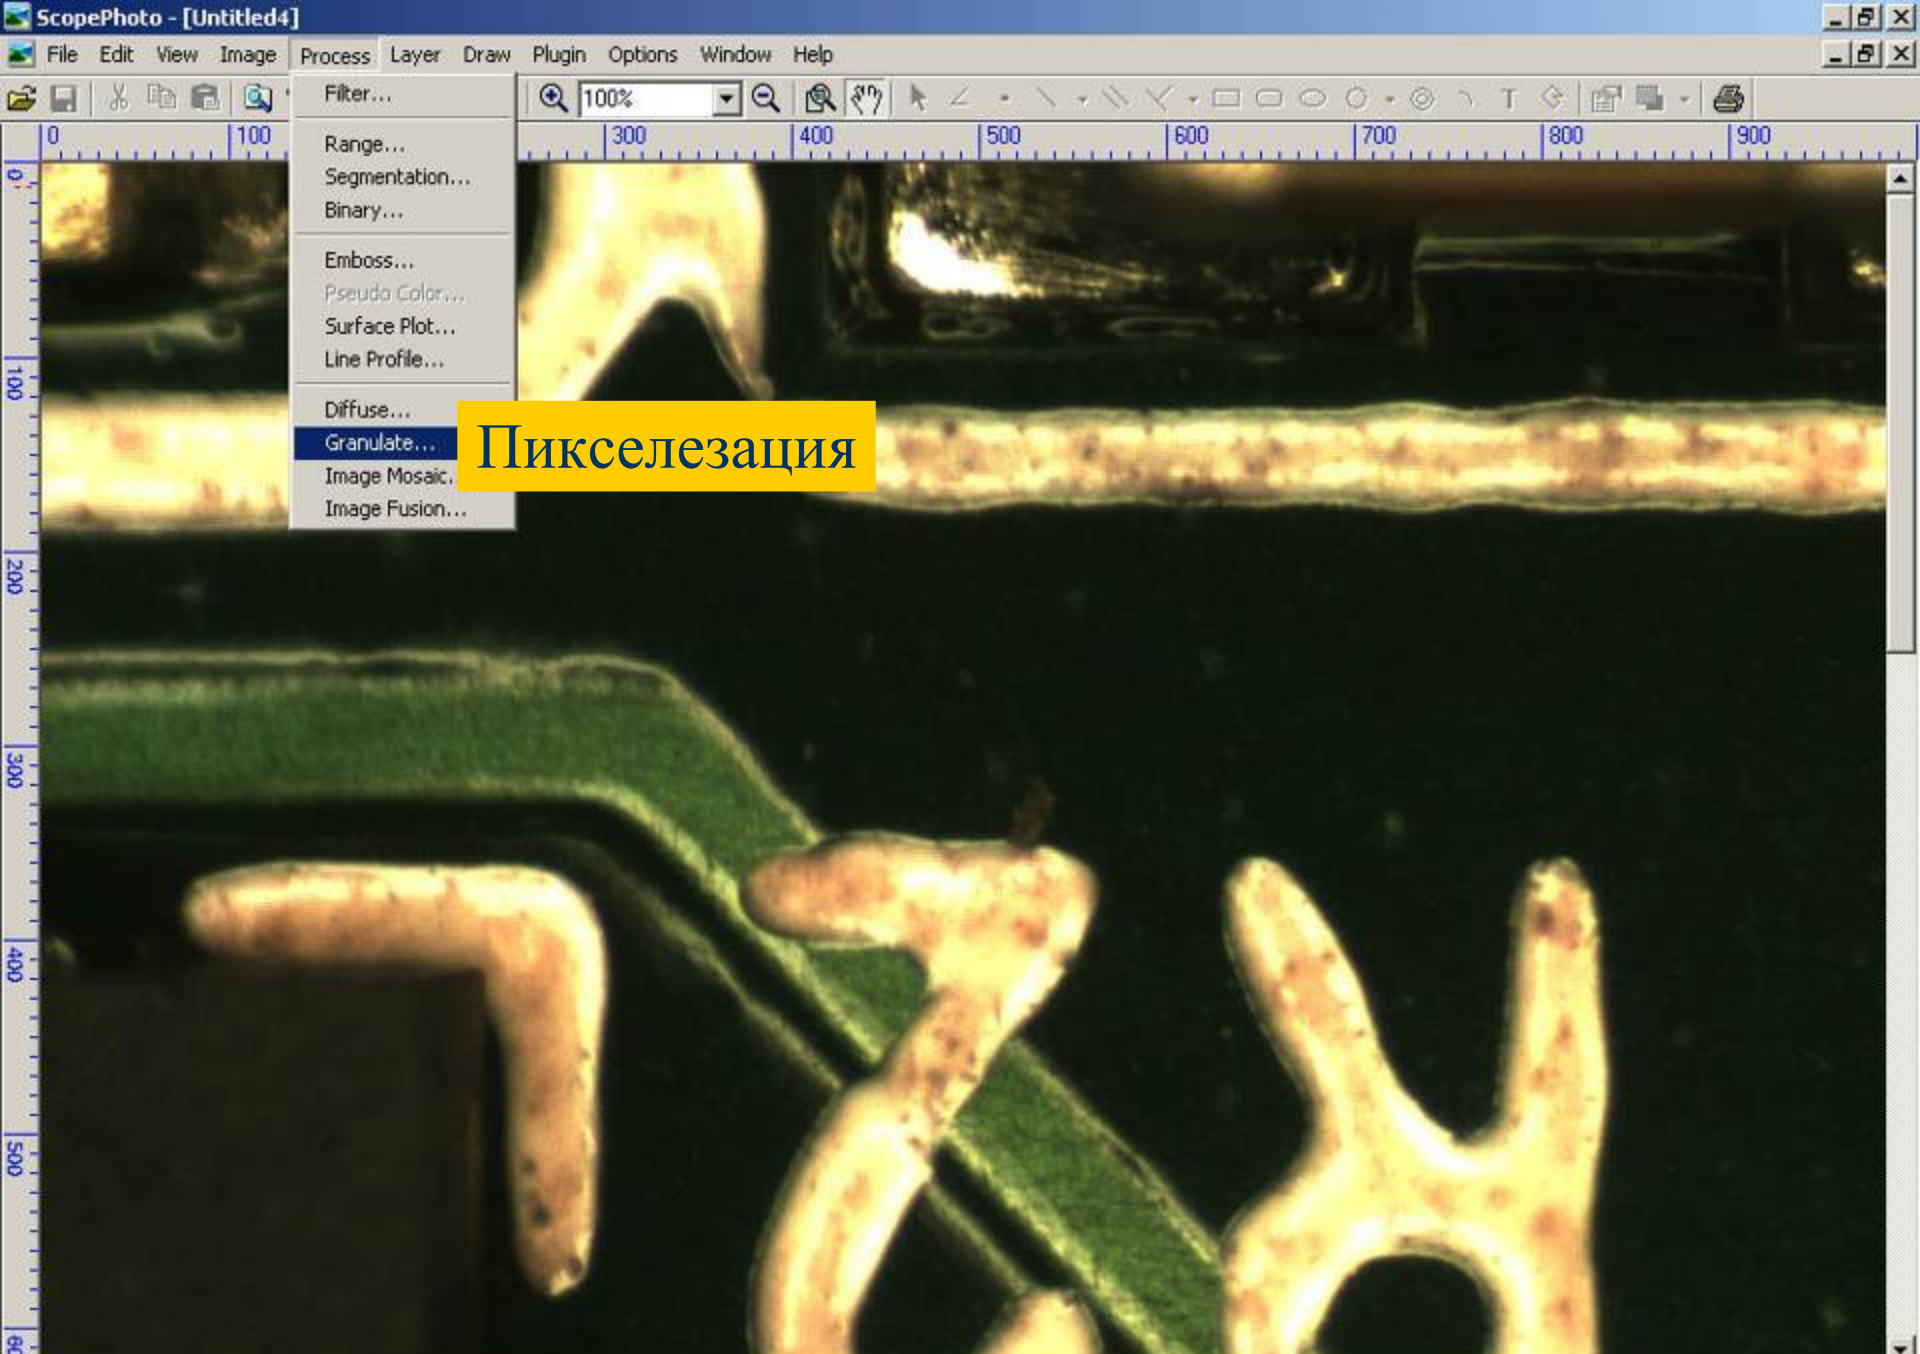 ScopePhoto - [Untitled4]
File Edit View Image Process Layer Draw Plugin Options Window Help
Filter...
100%
T
0 100 300 400 500 600 700 800 900
Range...
Segmentation...
Binary...
Emboss...
Pseudo Color...
Surface Plot...
Line Profile...
Diffuse...
Granulate...
Пикселезация
Image Mosaic.
Image Fusion...
0
100
200
300
400
500